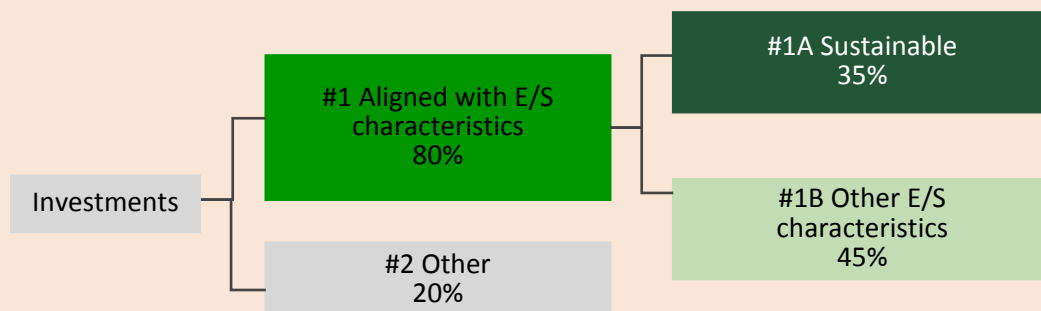 Investments
#1 Aligned with E/S
characteristics
80%
#2 Other
20%
#1A Sustainable
35%
#1B Other E/S
characteristics
45%